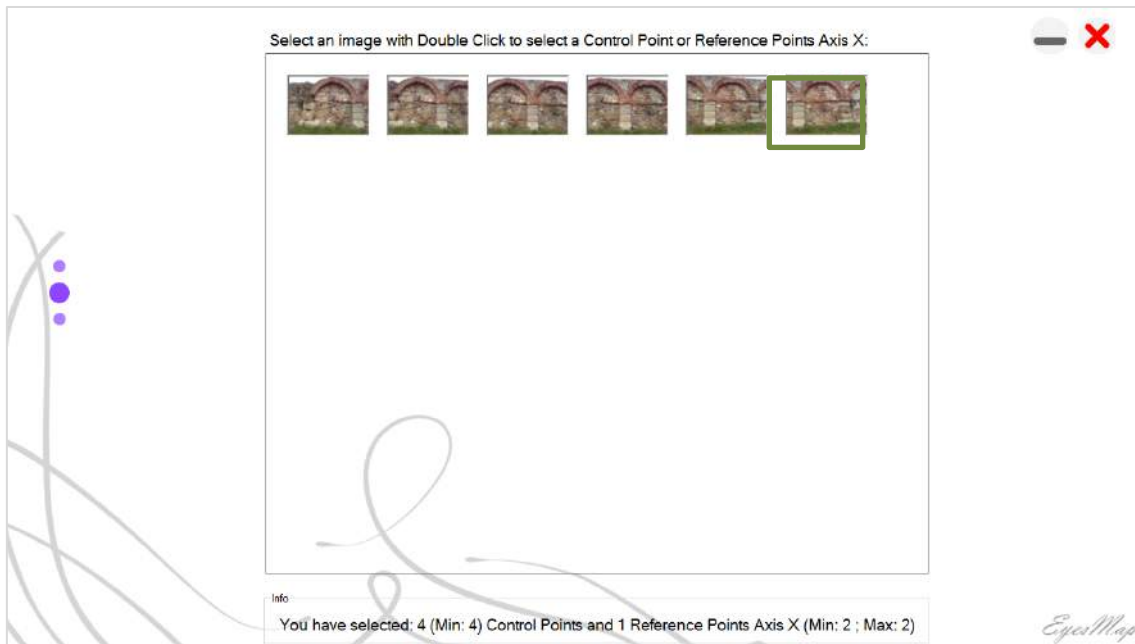 Select an image with Double Click to select a Control Point or Reference Points Axis X:
Info
You have selected: 4 (Min: 4) Control Points and 1 Reference Points Axis X (Min: 2 ; Max: 2)
EyesMap